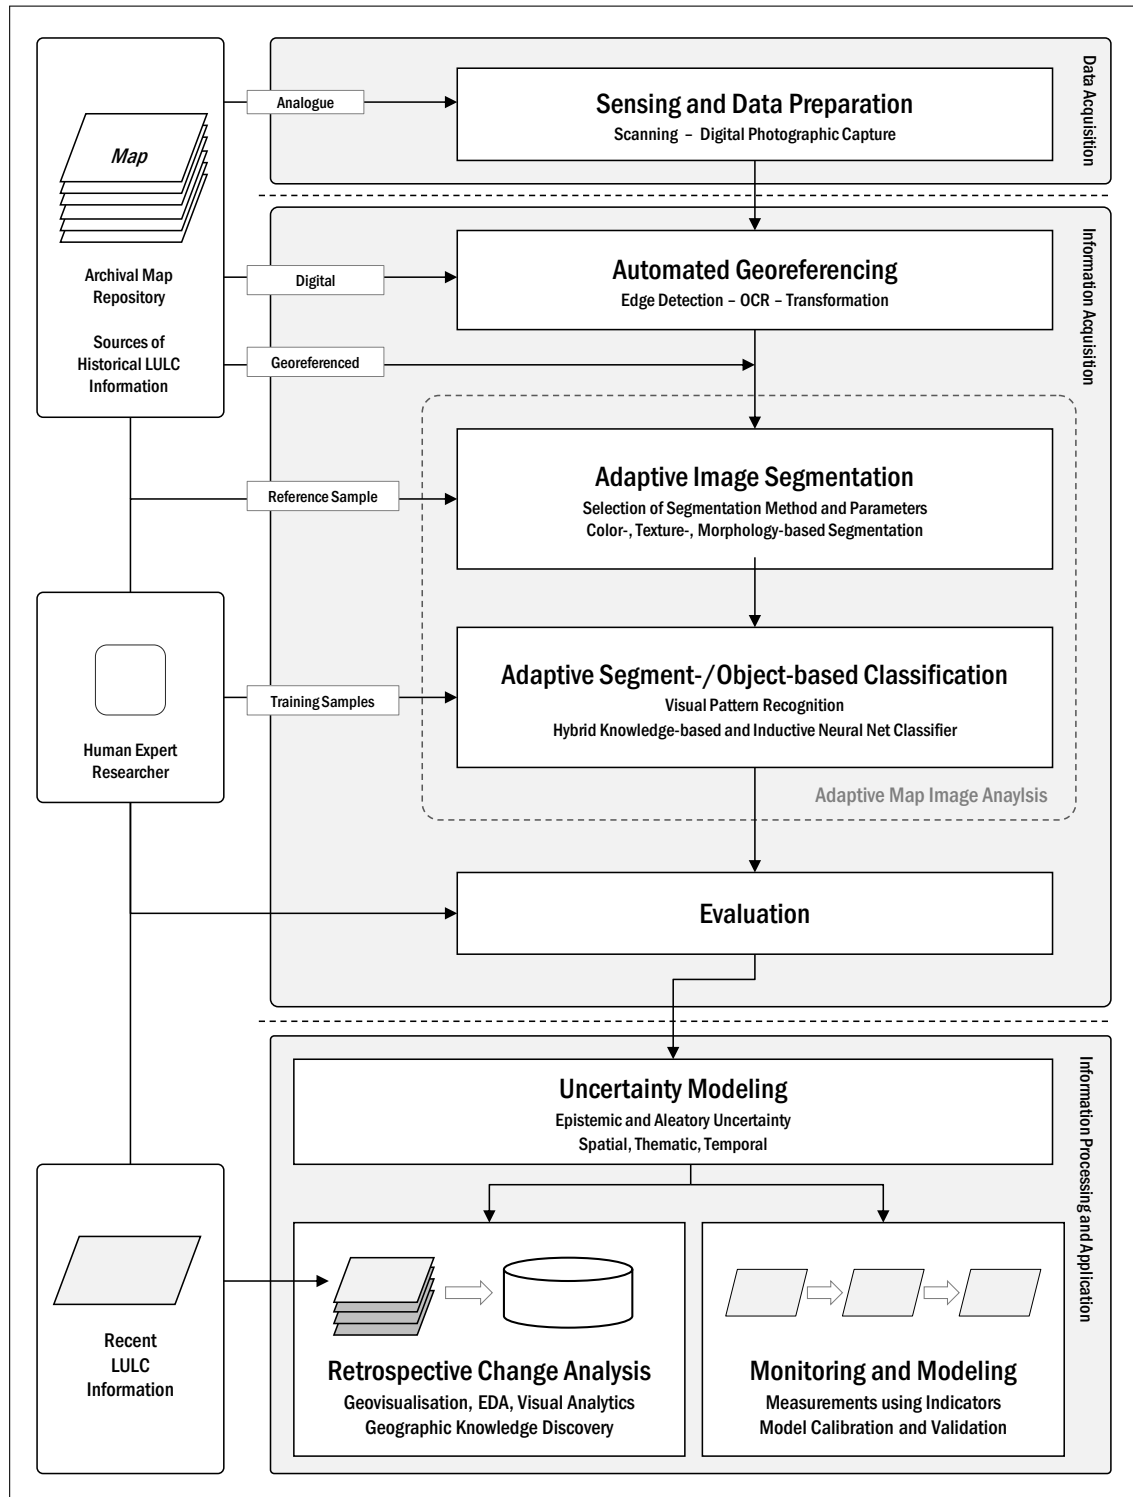 Map
Archival Map
Repository
Sources of
Historical LULC
Information
Analogue
Sensing and Data Preparation
Scanning – Digital Photographic Capture
Data Acquisition
Digital
Automated Georeferencing
Edge Detection – OCR – Transformation
Information Acquisition
Georeferenced
Reference Sample
Adaptive Image Segmentation
Selection of Segmentation Method and Parameters
Color-, Texture-, Morphology-based Segmentation
Human Expert
Researcher
Training Samples
Adaptive Segment-/Object-based Classification
Visual Pattern Recognition
Hybrid Knowledge-based and Inductive Neural Net Classifier
Adaptive Map Image Anaylsis
Evaluation
Uncertainty Modeling
Epistemic and Aleatory Uncertainty
Spatial, Thematic, Temporal
Information Processing and Application
Recent
LULC
Information
Retrospective Change Analysis
Geovisualisation, EDA, Visual Analytics
Geographic Knowledge Discovery
Monitoring and Modeling
Measurements using Indicators
Model Calibration and Validation